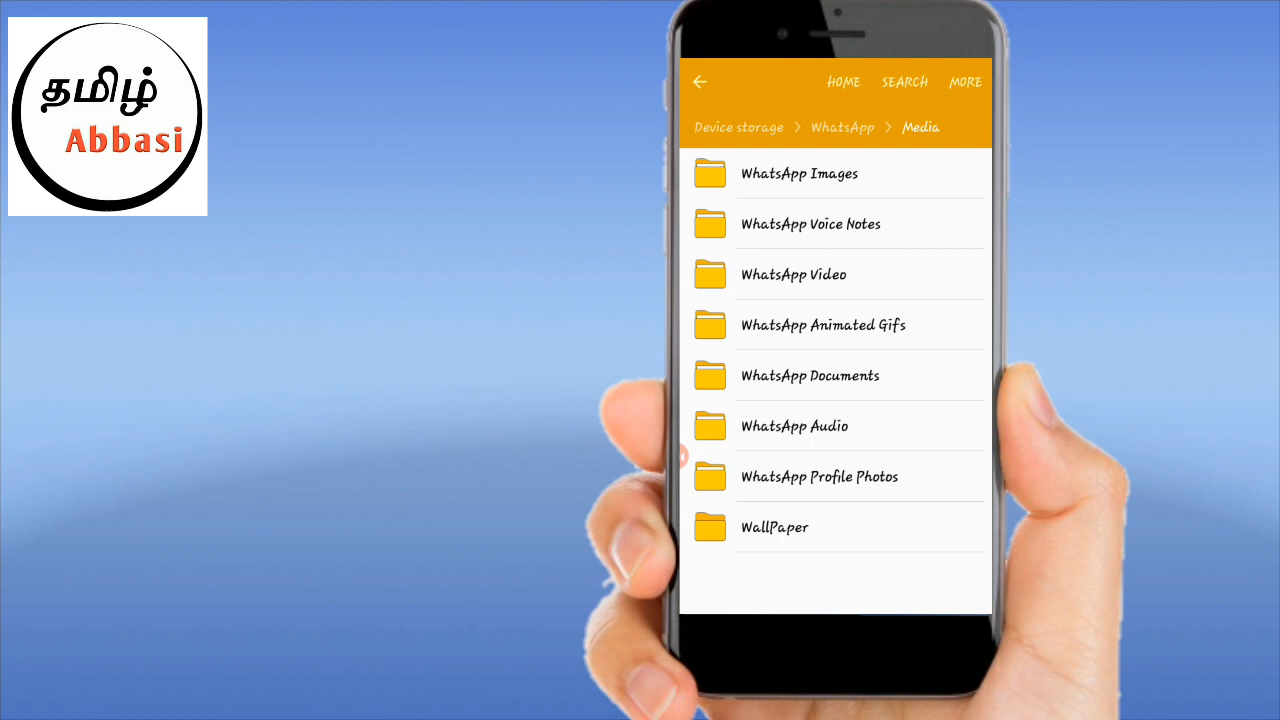 தமிழ்
Abbasi
HOME SEARCH MORE
Device storage > WhatsApp > Media
WhatsApp Images
WhatsApp Voice Notes
WhatsApp Video
WhatsApp Animated Gifs
WhatsApp Documents
WhatsApp Audio
WhatsApp Profile Photos
WallPaper